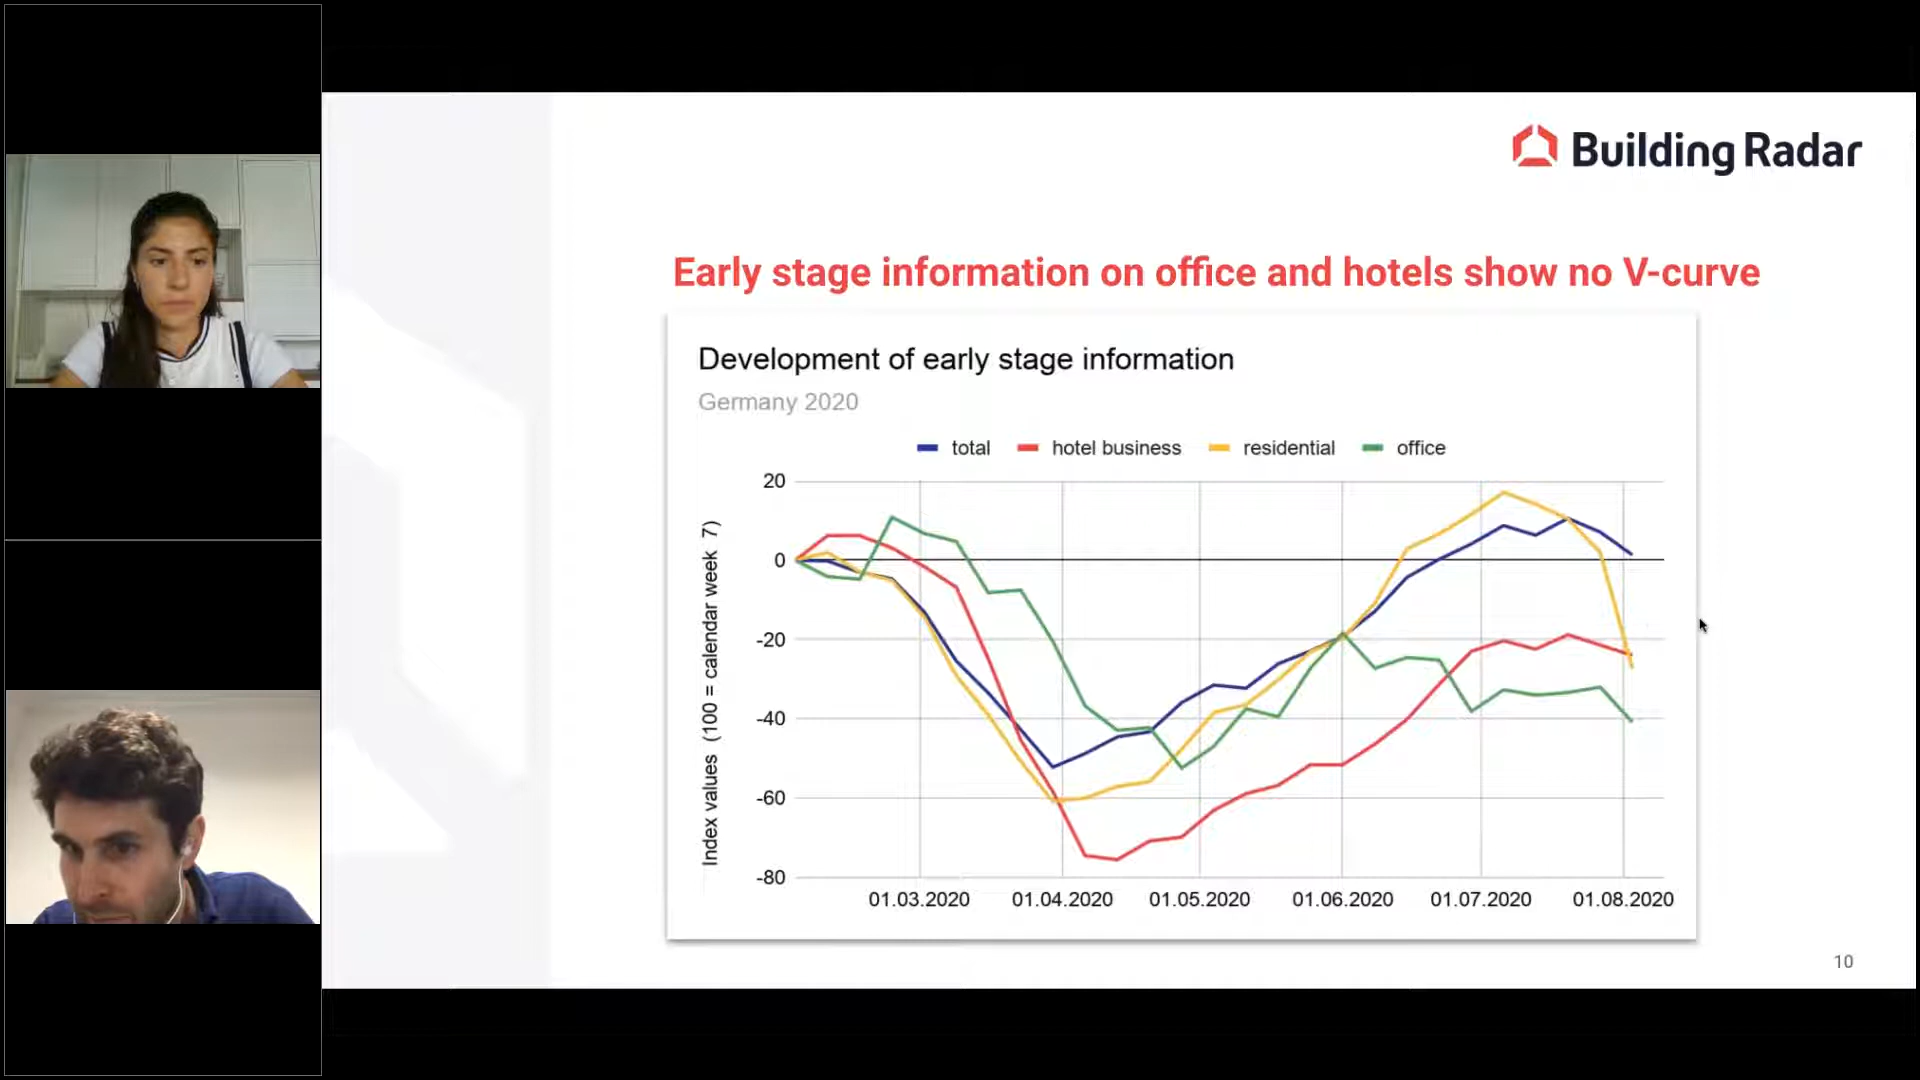 Building Radar
Early stage information on office and hotels show no V-curve
Development of early stage information
Germany 2020
total hotel business residential office
20
0
-20
-40
-60
-80
Index values (100 = calendar week 7)
01.03.2020 01.04.2020 01.05.2020 01.06.2020 01.07.2020 01.08.2020
10